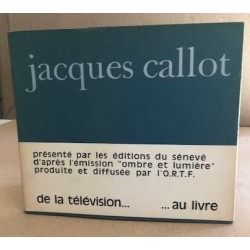 jacques callot
présenté par les éditions du sénevé
d'après l'émission "ombre et lumière"
produite et diffusée par l'O.R.T.F.
de la télévision... ...au livre